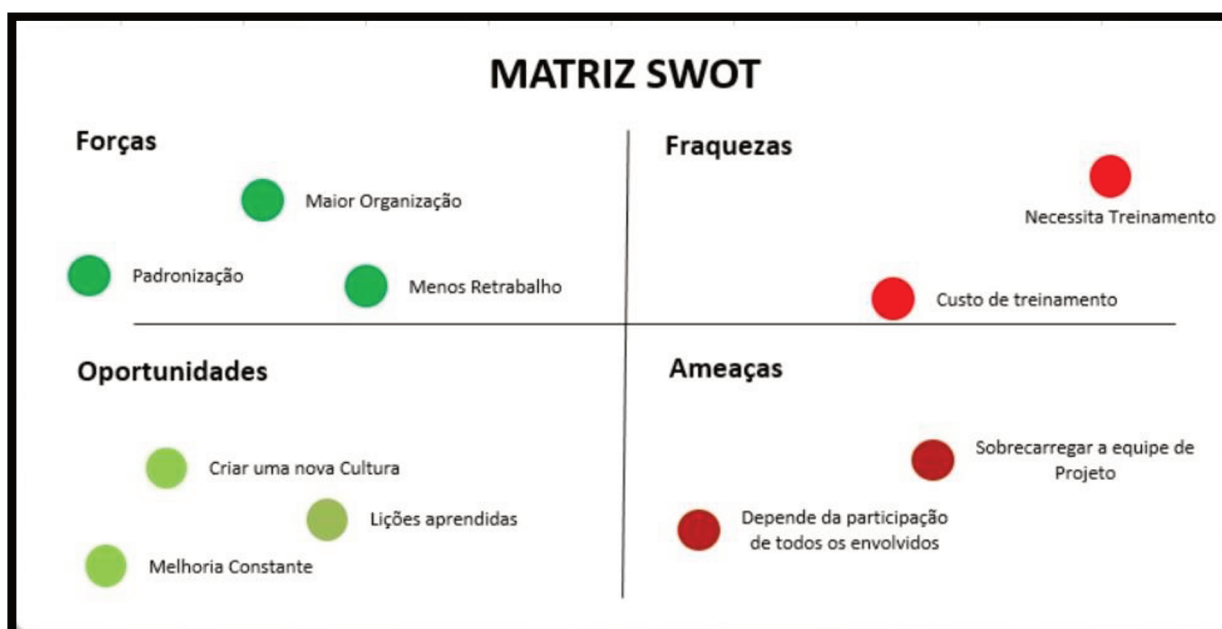 MATRIZ SWOT
Forças
Maior Organização
Padronização
Menos Retrabalho
Fraquezas
Necessita Treinamento
Custo de treinamento
Oportunidades
Criar uma nova Cultura
Lições aprendidas
Melhoria Constante
Ameaças
Sobrecarregar a equipe de
Projeto
Depende da participação
de todos os envolvidos